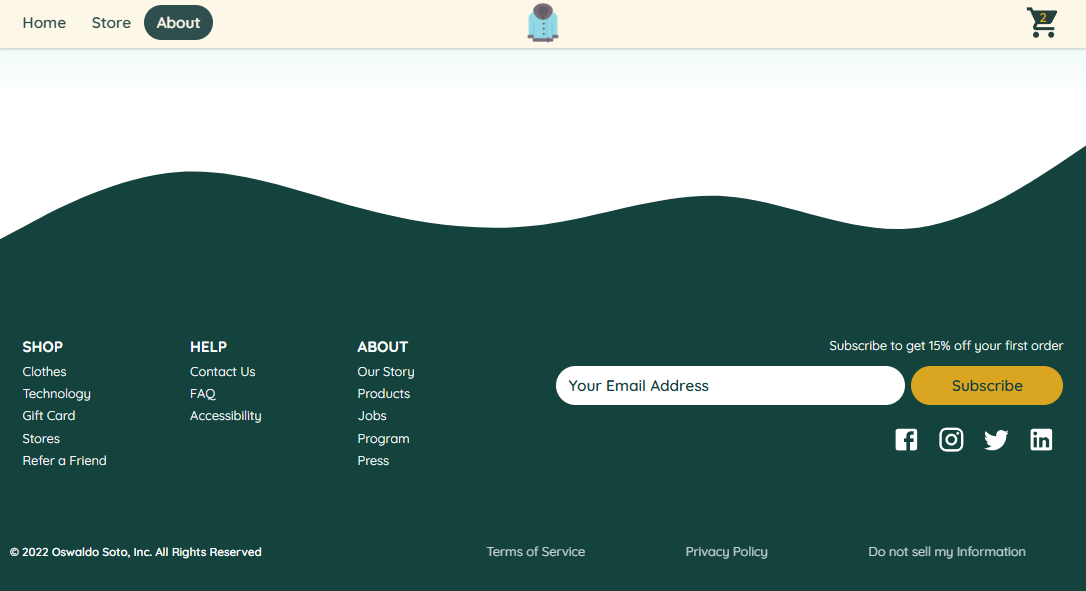 Home Store About 2
SHOP
Clothes
Technology
Gift Card
Stores
Refer a Friend
HELP
Contact Us
FAQ
Accessibility
ABOUT
Our Story
Products
Jobs
Program
Press
Subscribe to get 15% off your first order
Your Email Address Subscribe
© 2022 Oswaldo Soto, Inc. All Rights Reserved Terms of Service Privacy Policy Do not sell my Information